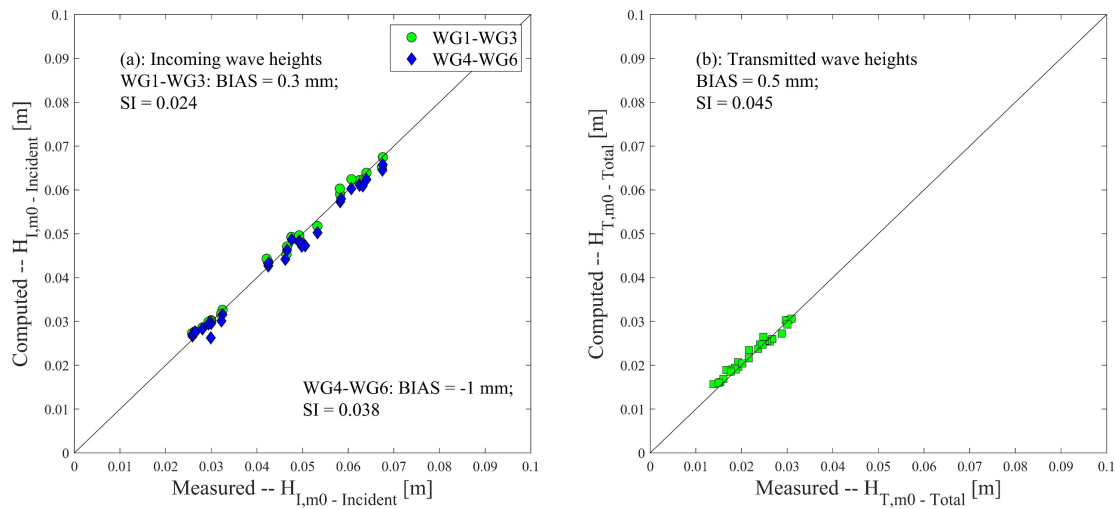 0.1
0.09
0.08
0.07
0.06
0.05
0.04
0.03
0.02
0.01
0
Computed -- H_{I,m0 - Incident} [m]
WG1-WG3
WG4-WG6
(a): Incoming wave heights
WG1-WG3: BIAS = 0.3 mm;
SI = 0.024
WG4-WG6: BIAS = -1 mm;
SI = 0.038
0 0.01 0.02 0.03 0.04 0.05 0.06 0.07 0.08 0.09 0.1
Measured -- H_{I,m0 - Incident} [m]
0.1
0.09
0.08
0.07
0.06
0.05
0.04
0.03
0.02
0.01
0
Computed -- H_{T,m0 - Total} [m]
(b): Transmitted wave heights
BIAS = 0.5 mm;
SI = 0.045
0 0.01 0.02 0.03 0.04 0.05 0.06 0.07 0.08 0.09 0.1
Measured -- H_{T,m0 - Total} [m]